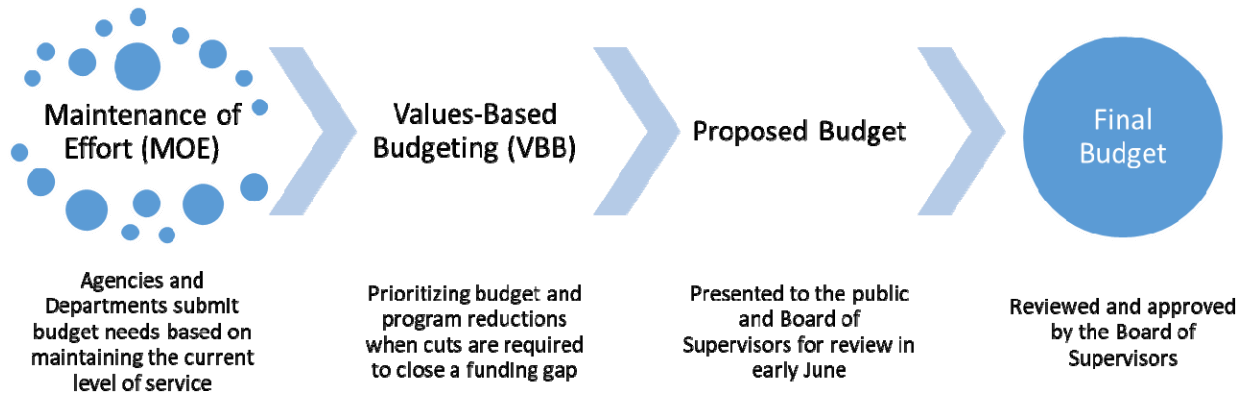 Maintenance of
Effort (MOE)
Values-Based
Budgeting (VBB)
Proposed Budget
Final
Budget
Agencies and
Departments submit
budget needs based on
maintaining the current
level of service
Prioritizing budget and
program reductions
when cuts are required
to close a funding gap
Presented to the public
and Board of
Supervisors for review in
early June
Reviewed and approved
by the Board of
Supervisors